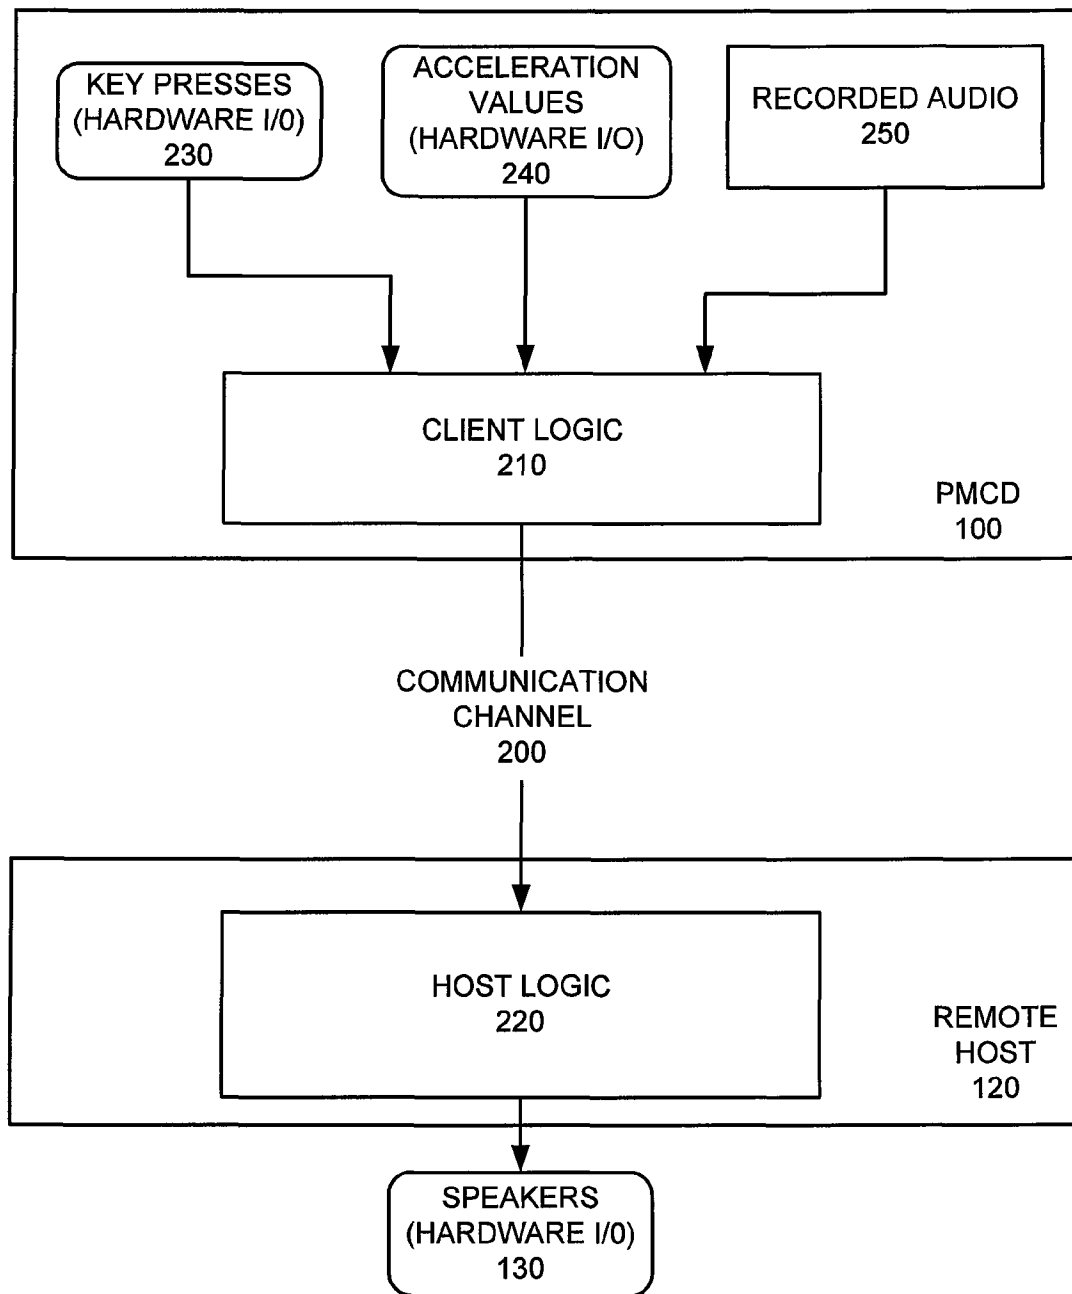 KEY PRESSES
(HARDWARE I/0)
230
ACCELERATION
VALUES
(HARDWARE I/O)
240
RECORDED AUDIO
250
CLIENT LOGIC
210
PMCD
100
COMMUNICATION
CHANNEL
200
HOST LOGIC
220
REMOTE
HOST
120
SPEAKERS
(HARDWARE I/0)
130